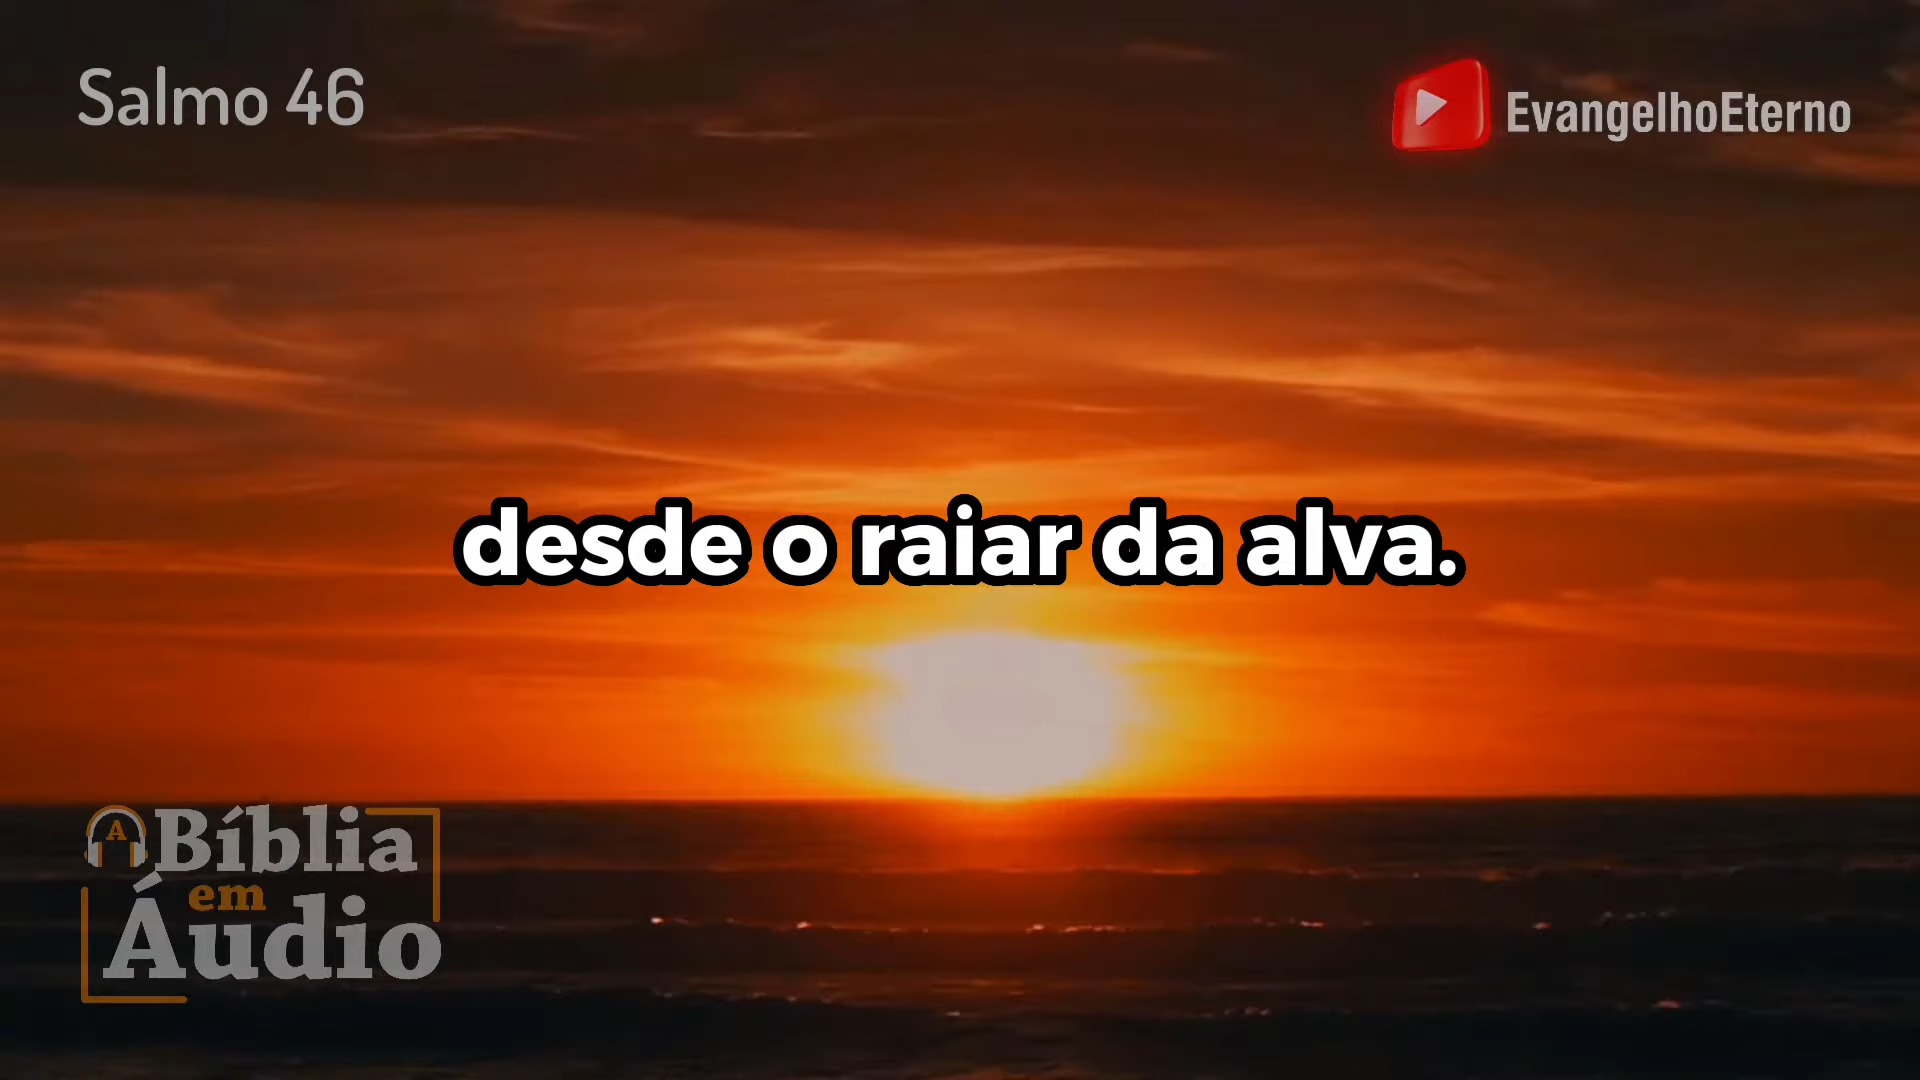 Salmo 46
EvangelhoEterno
desde o raiar da alva.
A Bíblia
em
Áudio